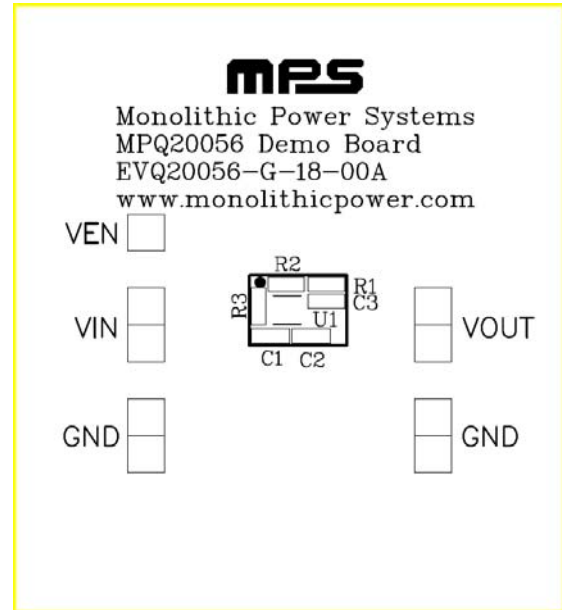 mps
Monolithic Power Systems
MPQ20056 Demo Board
EVQ20056-G-18-00A
www.monolithicpower.com
VEN
R2
R1
R3
C3
VIN
U1
VOUT
C1 C2
GND
GND